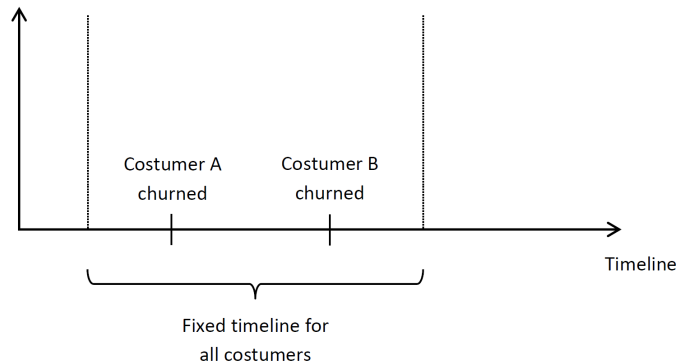 Costumer A
churned
Costumer B
churned
Timeline
Fixed timeline for
all costumers